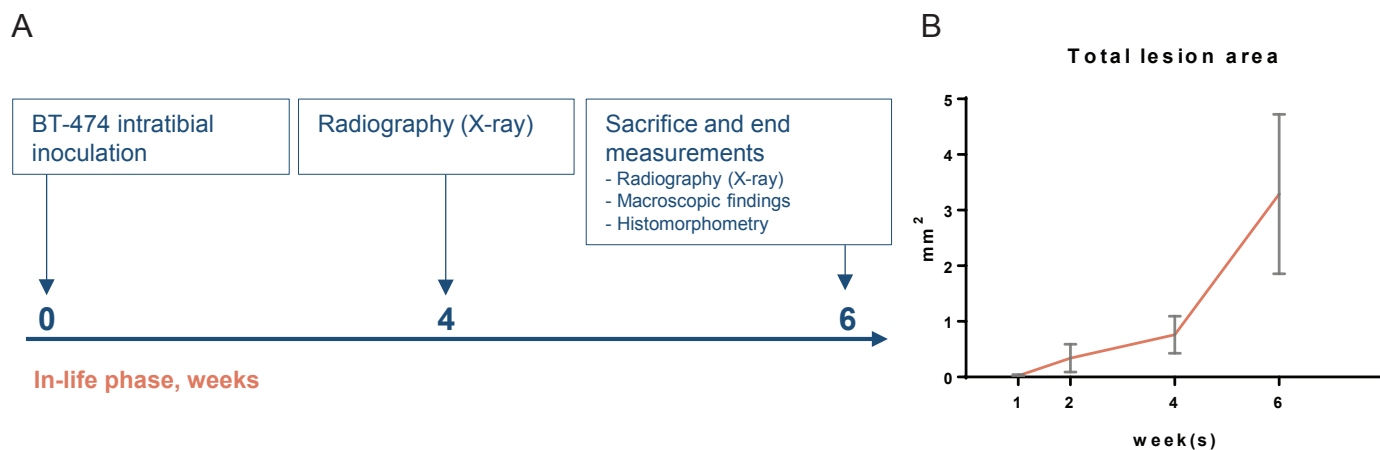 A
BT-474 intratibial
inoculation
Radiography (X-ray)
Sacrifice and end
measurements
- Radiography (X-ray)
- Macroscopic findings
- Histomorphometry
0
4
6
In-life phase, weeks
B
Total lesion area
5
4
3
2
1
0
mm²
1
2
4
6
week(s)